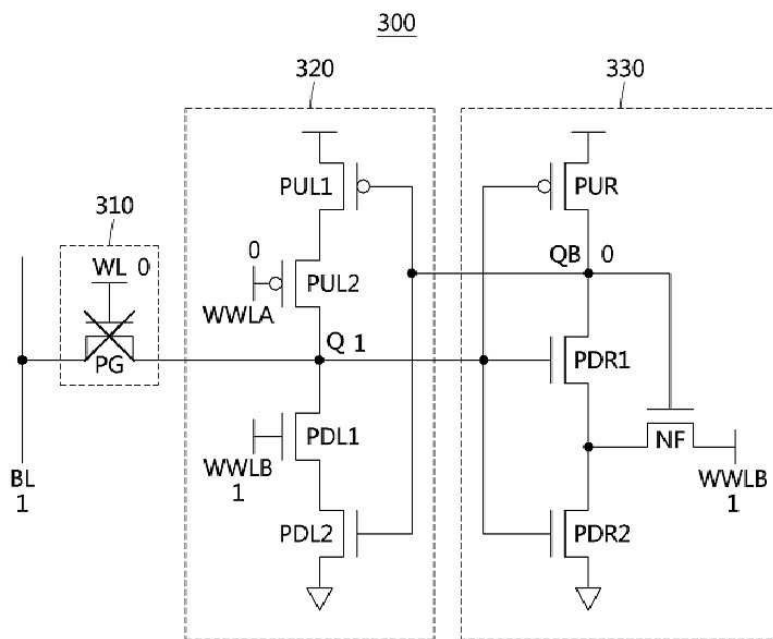 300
320
330
PUL1
PUR
310
WL 0
0
PUL2
WWLA
QB 0
Q 1
PG
PDR1
PDL1
WWLB
1
NF
BL
1
WWLB
1
PDL2
PDR2